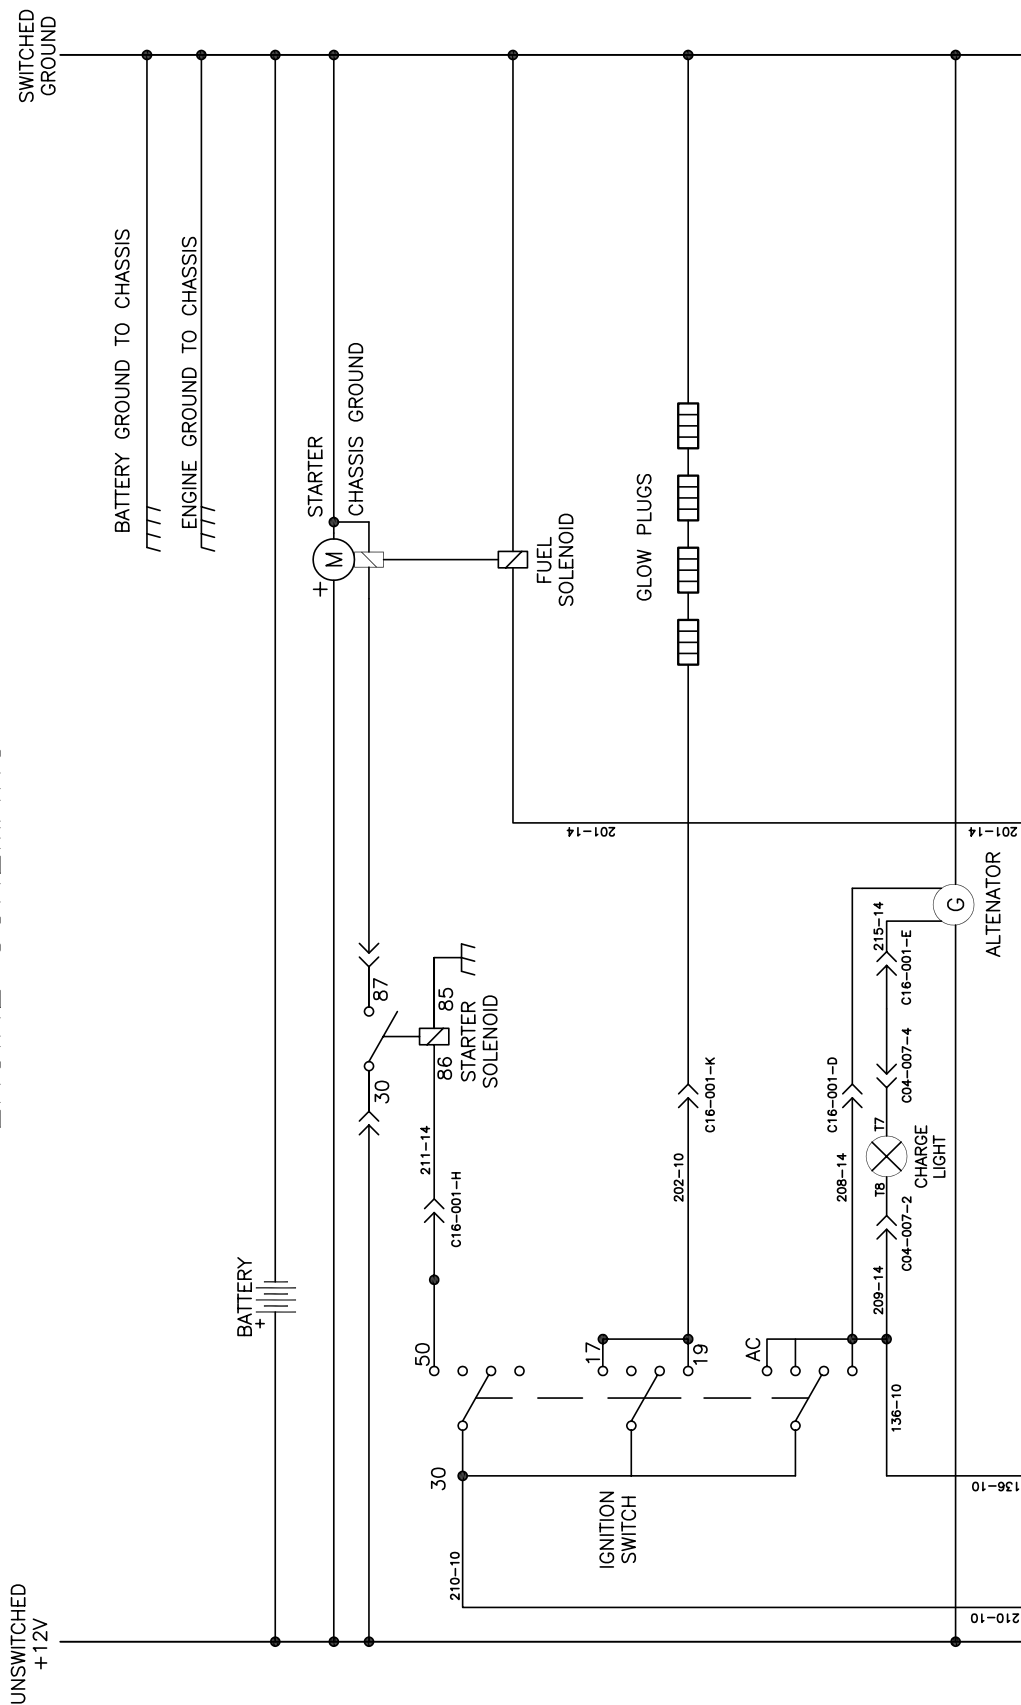 SWITCHED
GROUND
BATTERY GROUND TO CHASSIS
ENGINE GROUND TO CHASSIS
STARTER
CHASSIS GROUND
+
M
FUEL
SOLENOID
GLOW PLUGS
201-14
201-14
ALTENATOR
G
215-14
C16-001-E
87
30
85
86
STARTER
SOLENOID
211-14
C16-001-H
C16-001-K
202-10
C16-001-D
208-14
C04-007-4
T7
CHARGE
LIGHT
T8
C04-007-2
209-14
BATTERY
+
50
17
19
AC
30
136-10
136-10
IGNITION
SWITCH
210-10
210-10
UNSWITCHED
+12V